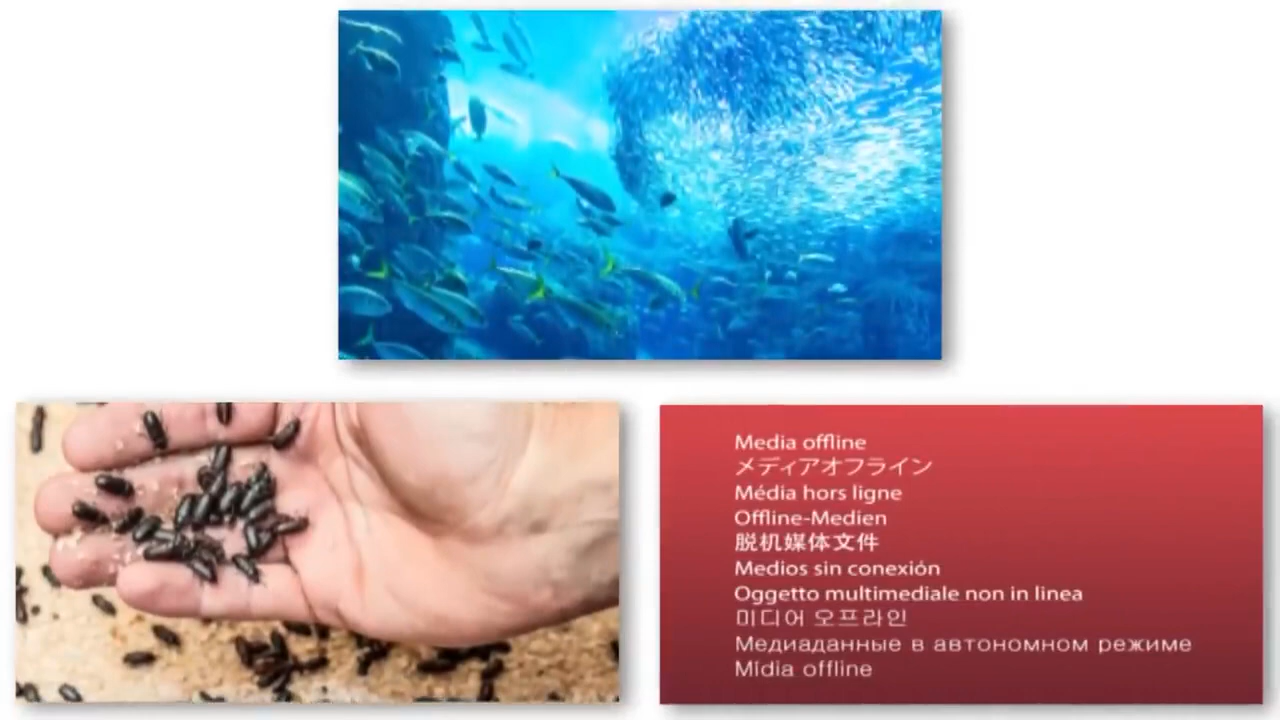 Media offline
メディアオフライン
Média hors ligne
Offline-Medien
脱机媒体文件
Medios sin conexión
Oggetto multimediale non in linea
미디어 오프라인
Медиаданные в автономном режиме
Mídia offline